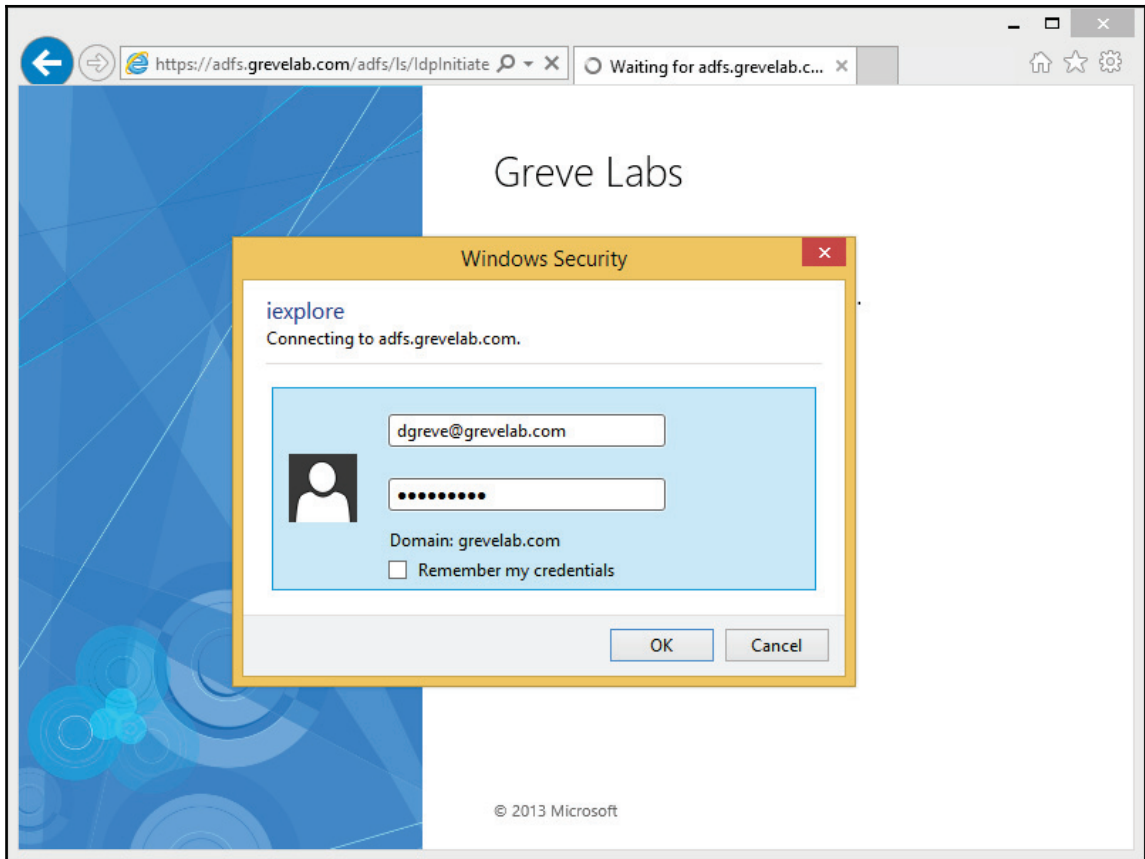 https://adfs.grevelab.com/adfs/ls/IdpInitiate
Waiting for adfs.grevelab.c...
Greve Labs
Windows Security
iexplore
Connecting to adfs.grevelab.com.
dgreve@grevelab.com
●●●●●●●●●
Domain: grevelab.com
Remember my credentials
OK Cancel
© 2013 Microsoft